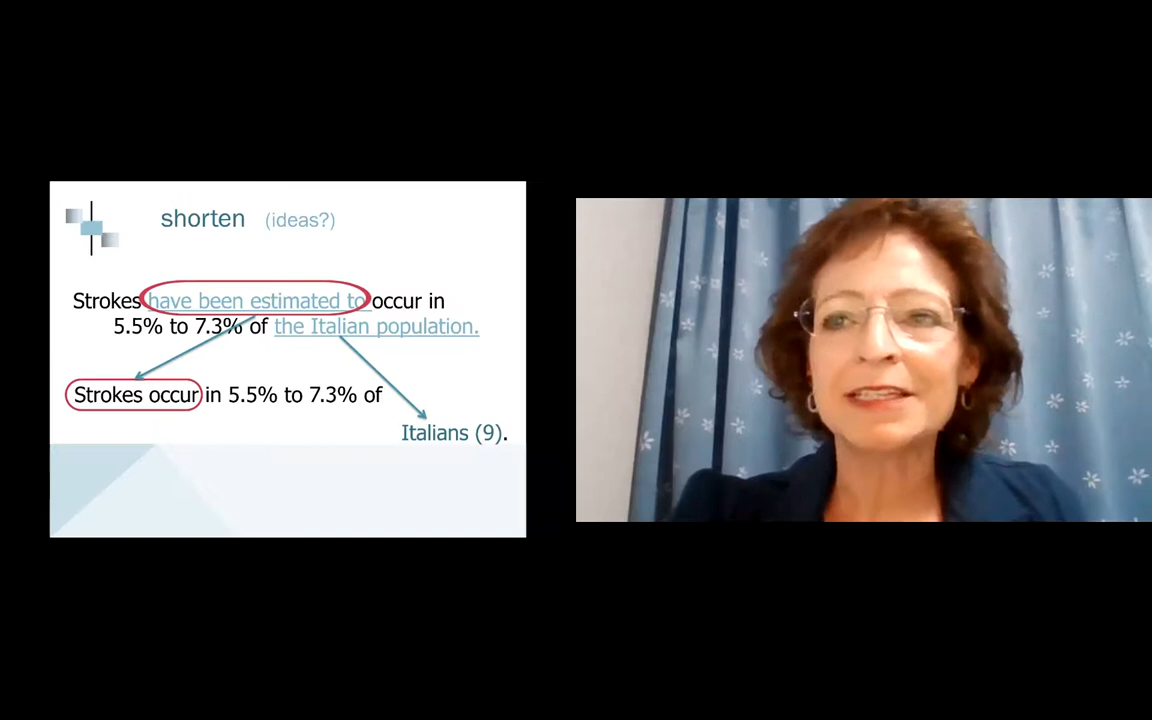 shorten (ideas?)
Strokes have been estimated to occur in
5.5% to 7.3% of the Italian population.
Strokes occur in 5.5% to 7.3% of
Italians (9).